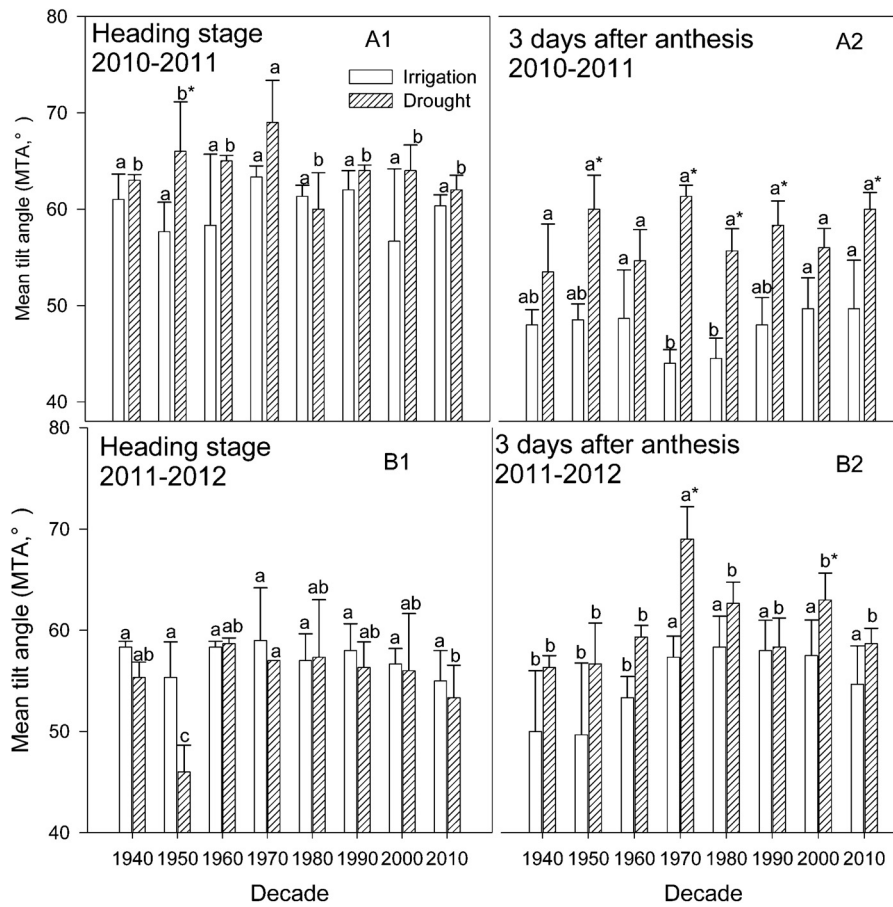 Heading stage
2010-2011
A1
Irrigation
Drought
80
70
60
50
40
Mean tilt angle (MTA,°)
a b a b* a b a a a b a b a b a b
3 days after anthesis
2010-2011
A2
ab a ab a* a a b a* b a* ab a* a a a a*
Heading stage
2011-2012
B1
80
70
60
50
40
Mean tilt angle (MTA,°)
a ab a c a ab a a a ab a ab a ab a b
1940 1950 1960 1970 1980 1990 2000 2010
Decade
3 days after anthesis
2011-2012
B2
b b b b b b a a* a b a b a b* a b
1940 1950 1960 1970 1980 1990 2000 2010
Decade